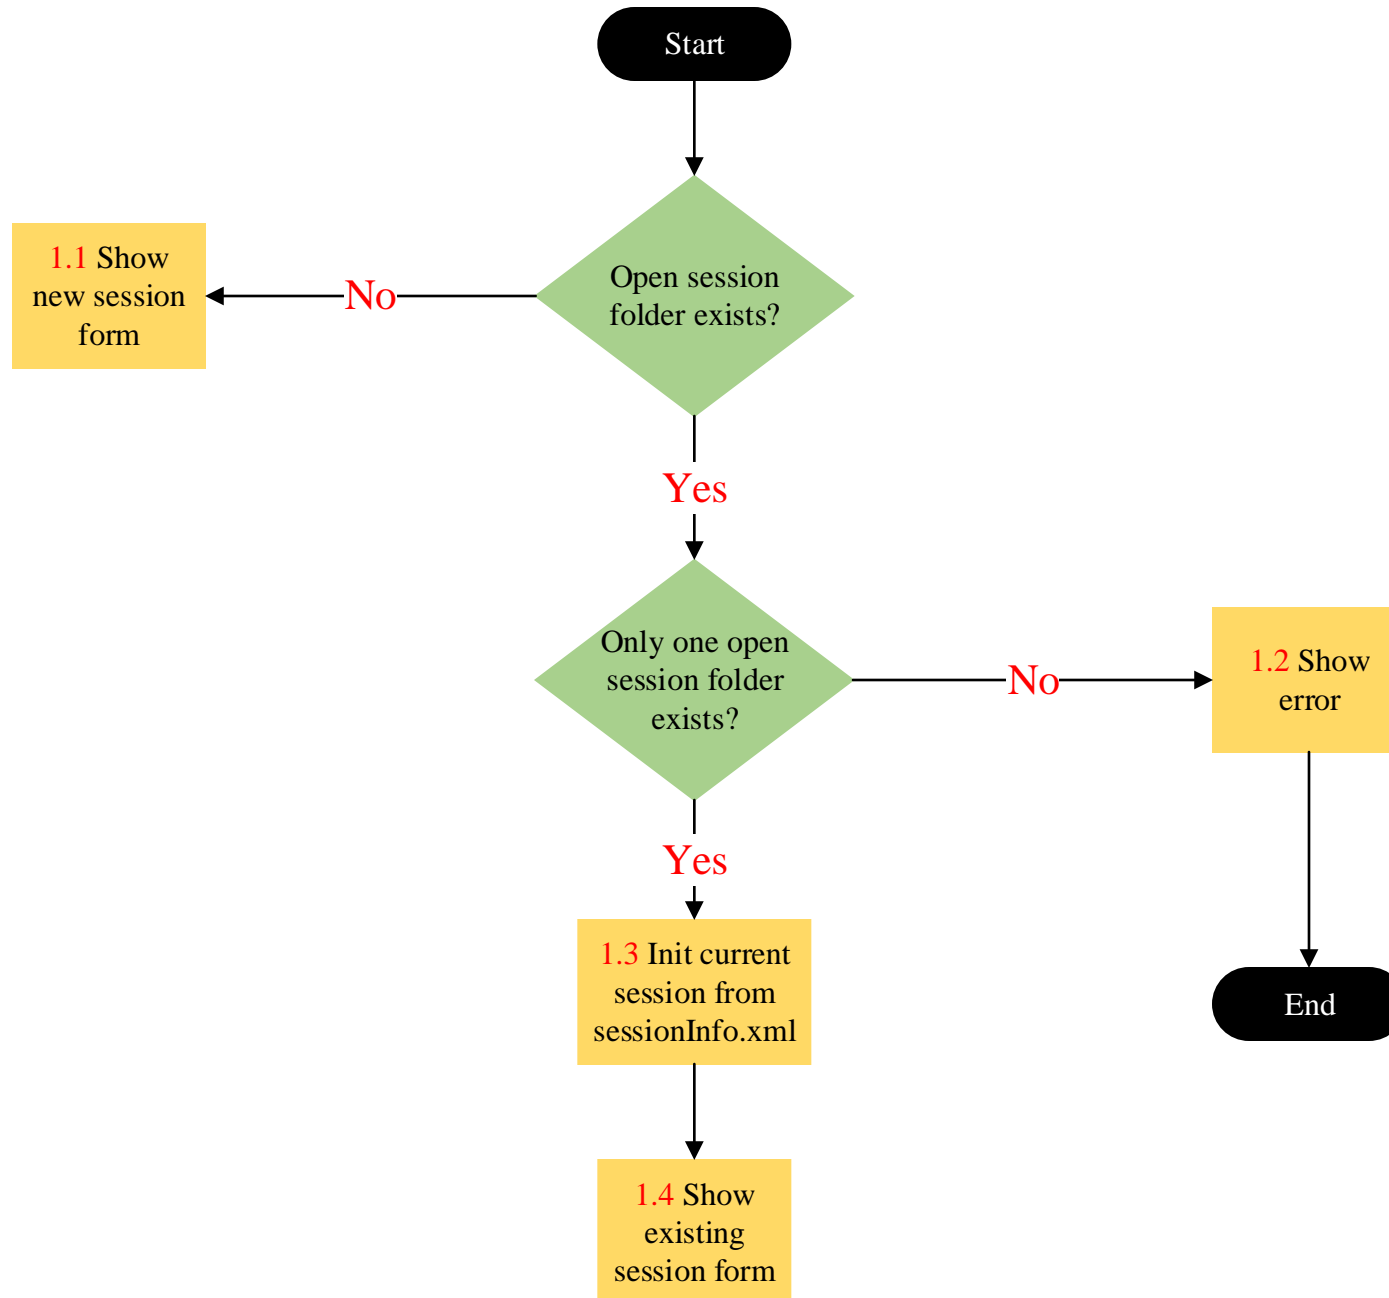 Start
Open session
folder exists?
No
1.1 Show
new session
form
Yes
Only one open
session folder
exists?
No
1.2 Show
error
Yes
1.3 Init current
session from
sessionInfo.xml
End
1.4 Show
existing
session form